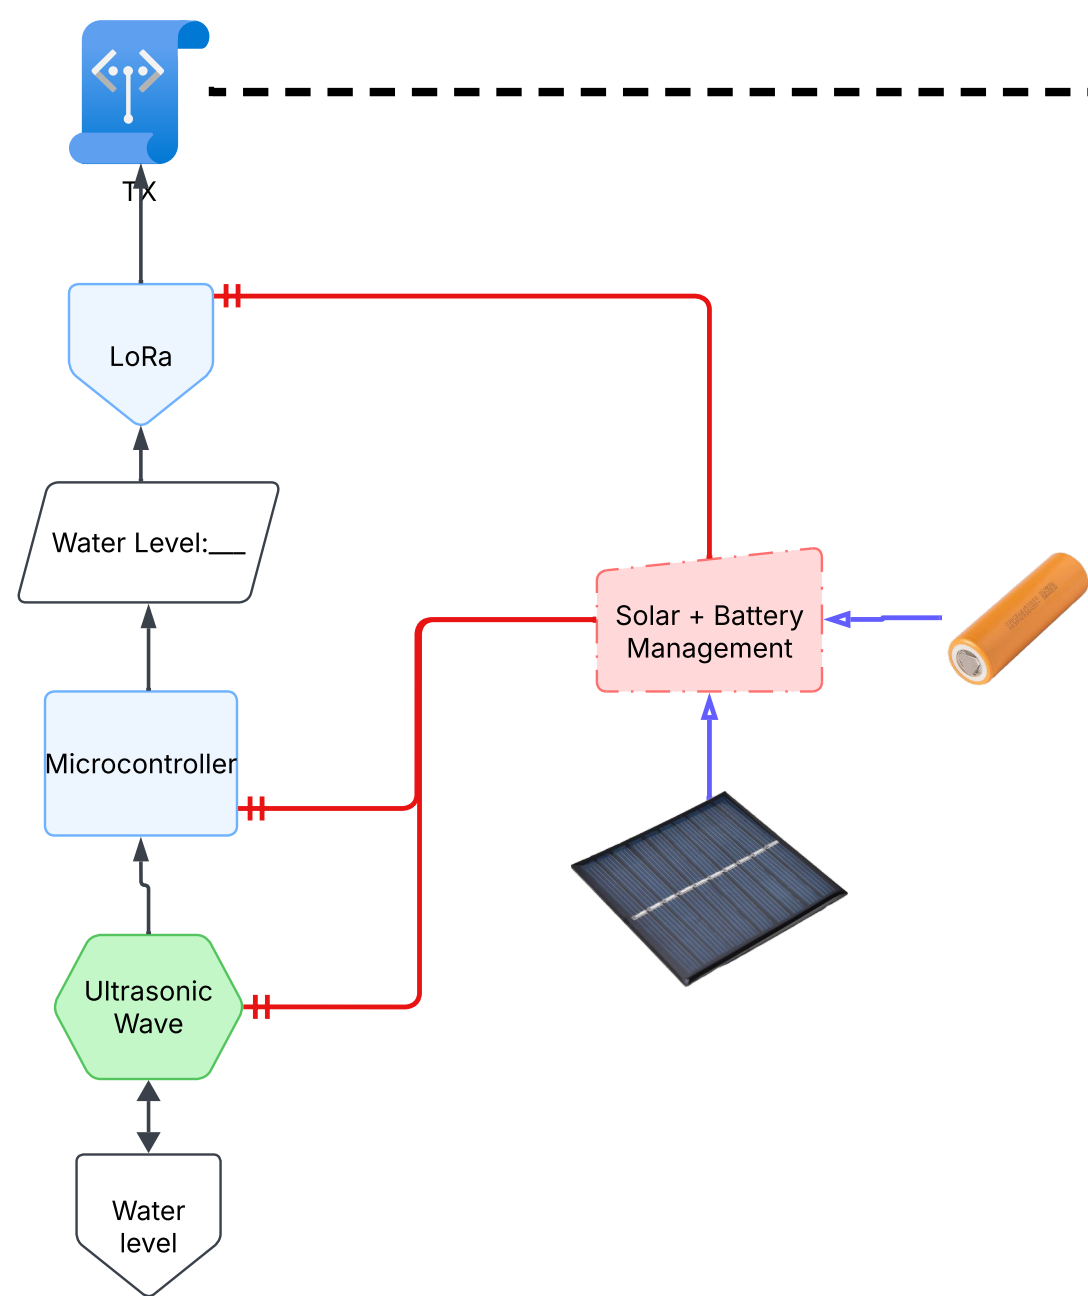 TX
LoRa
Water Level:___
Solar + Battery
Management
Microcontroller
Ultrasonic
Wave
Water
level